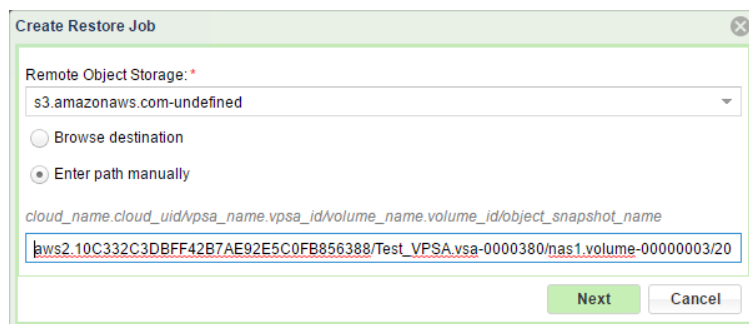 Create Restore Job
Remote Object Storage: *
s3.amazonaws.com-undefined
Browse destination
Enter path manually
cloud_name.cloud_uid/vpsa_name.vpsa_id/volume_name.volume_id/object_snapshot_name
aws2.10C332C3DBFF42B7AE92E5C0FB856388/Test_VPSA.vsa-0000380/nas1.volume-00000003/20
Next Cancel